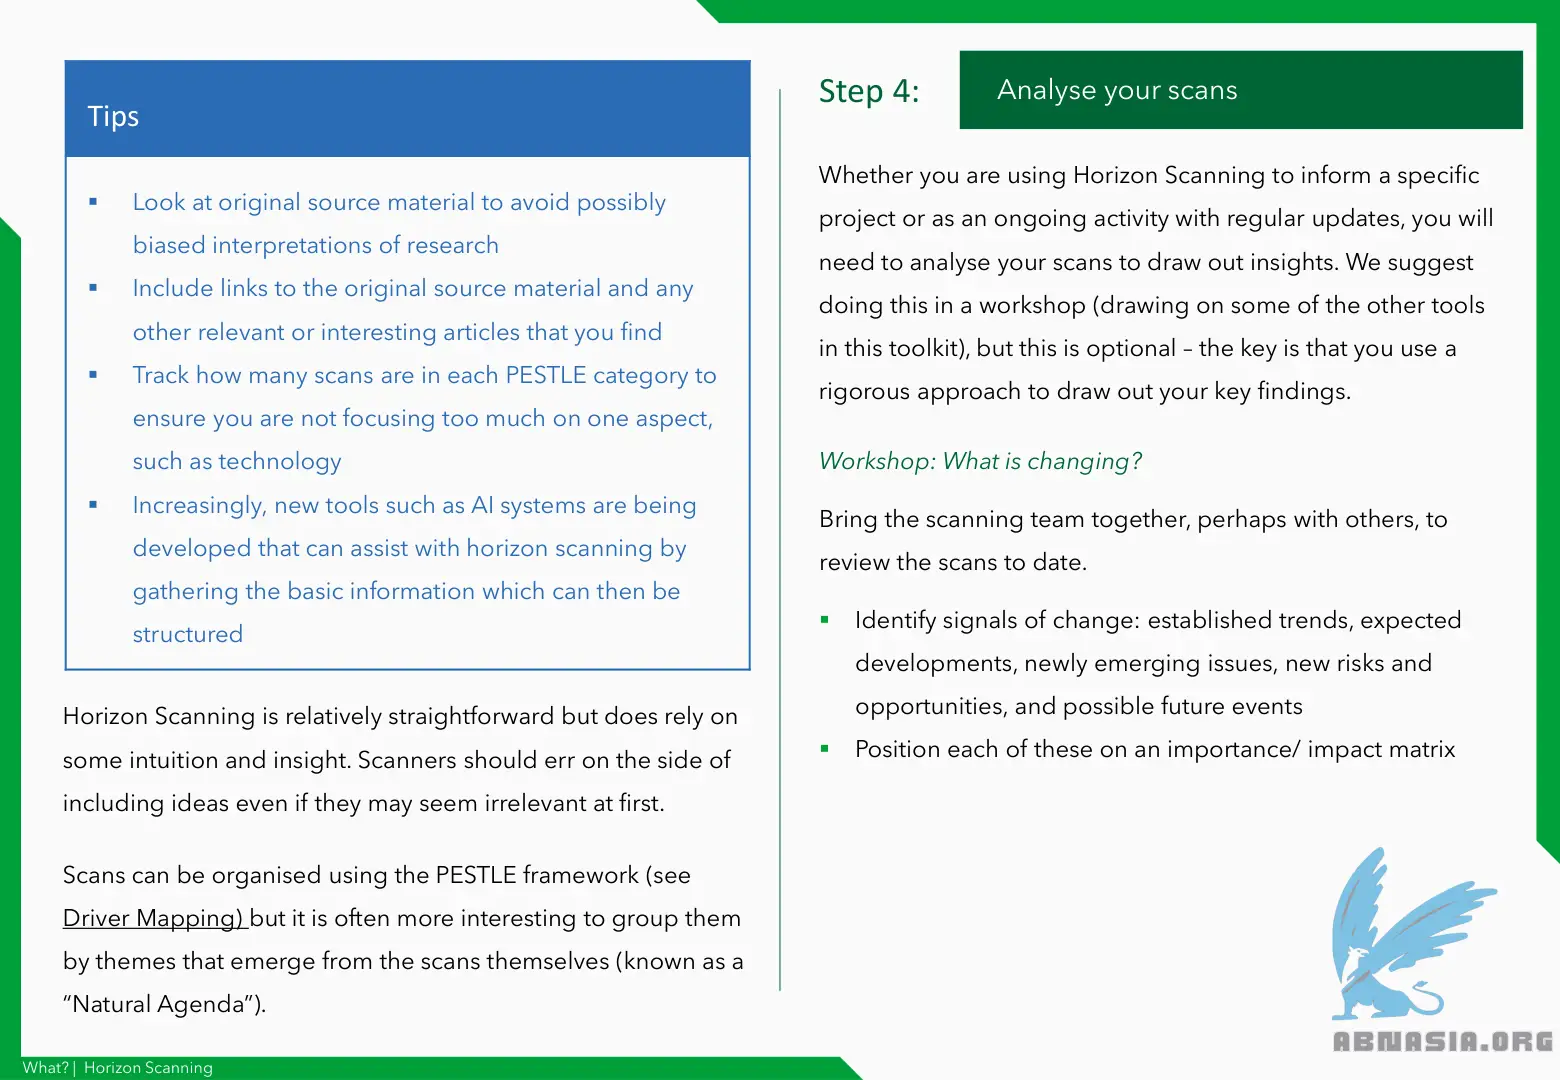 Tips
▪ Look at original source material to avoid possibly
biased interpretations of research
▪ Include links to the original source material and any
other relevant or interesting articles that you find
▪ Track how many scans are in each PESTLE category to
ensure you are not focusing too much on one aspect,
such as technology
▪ Increasingly, new tools such as AI systems are being
developed that can assist with horizon scanning by
gathering the basic information which can then be
structured
Horizon Scanning is relatively straightforward but does rely on
some intuition and insight. Scanners should err on the side of
including ideas even if they may seem irrelevant at first.
Scans can be organised using the PESTLE framework (see
Driver Mapping) but it is often more interesting to group them
by themes that emerge from the scans themselves (known as a
“Natural Agenda”).
Step 4: Analyse your scans
Whether you are using Horizon Scanning to inform a specific
project or as an ongoing activity with regular updates, you will
need to analyse your scans to draw out insights. We suggest
doing this in a workshop (drawing on some of the other tools
in this toolkit), but this is optional – the key is that you use a
rigorous approach to draw out your key findings.
Workshop: What is changing?
Bring the scanning team together, perhaps with others, to
review the scans to date.
▪ Identify signals of change: established trends, expected
developments, newly emerging issues, new risks and
opportunities, and possible future events
▪ Position each of these on an importance/ impact matrix
ABNASIA.ORG
What? | Horizon Scanning